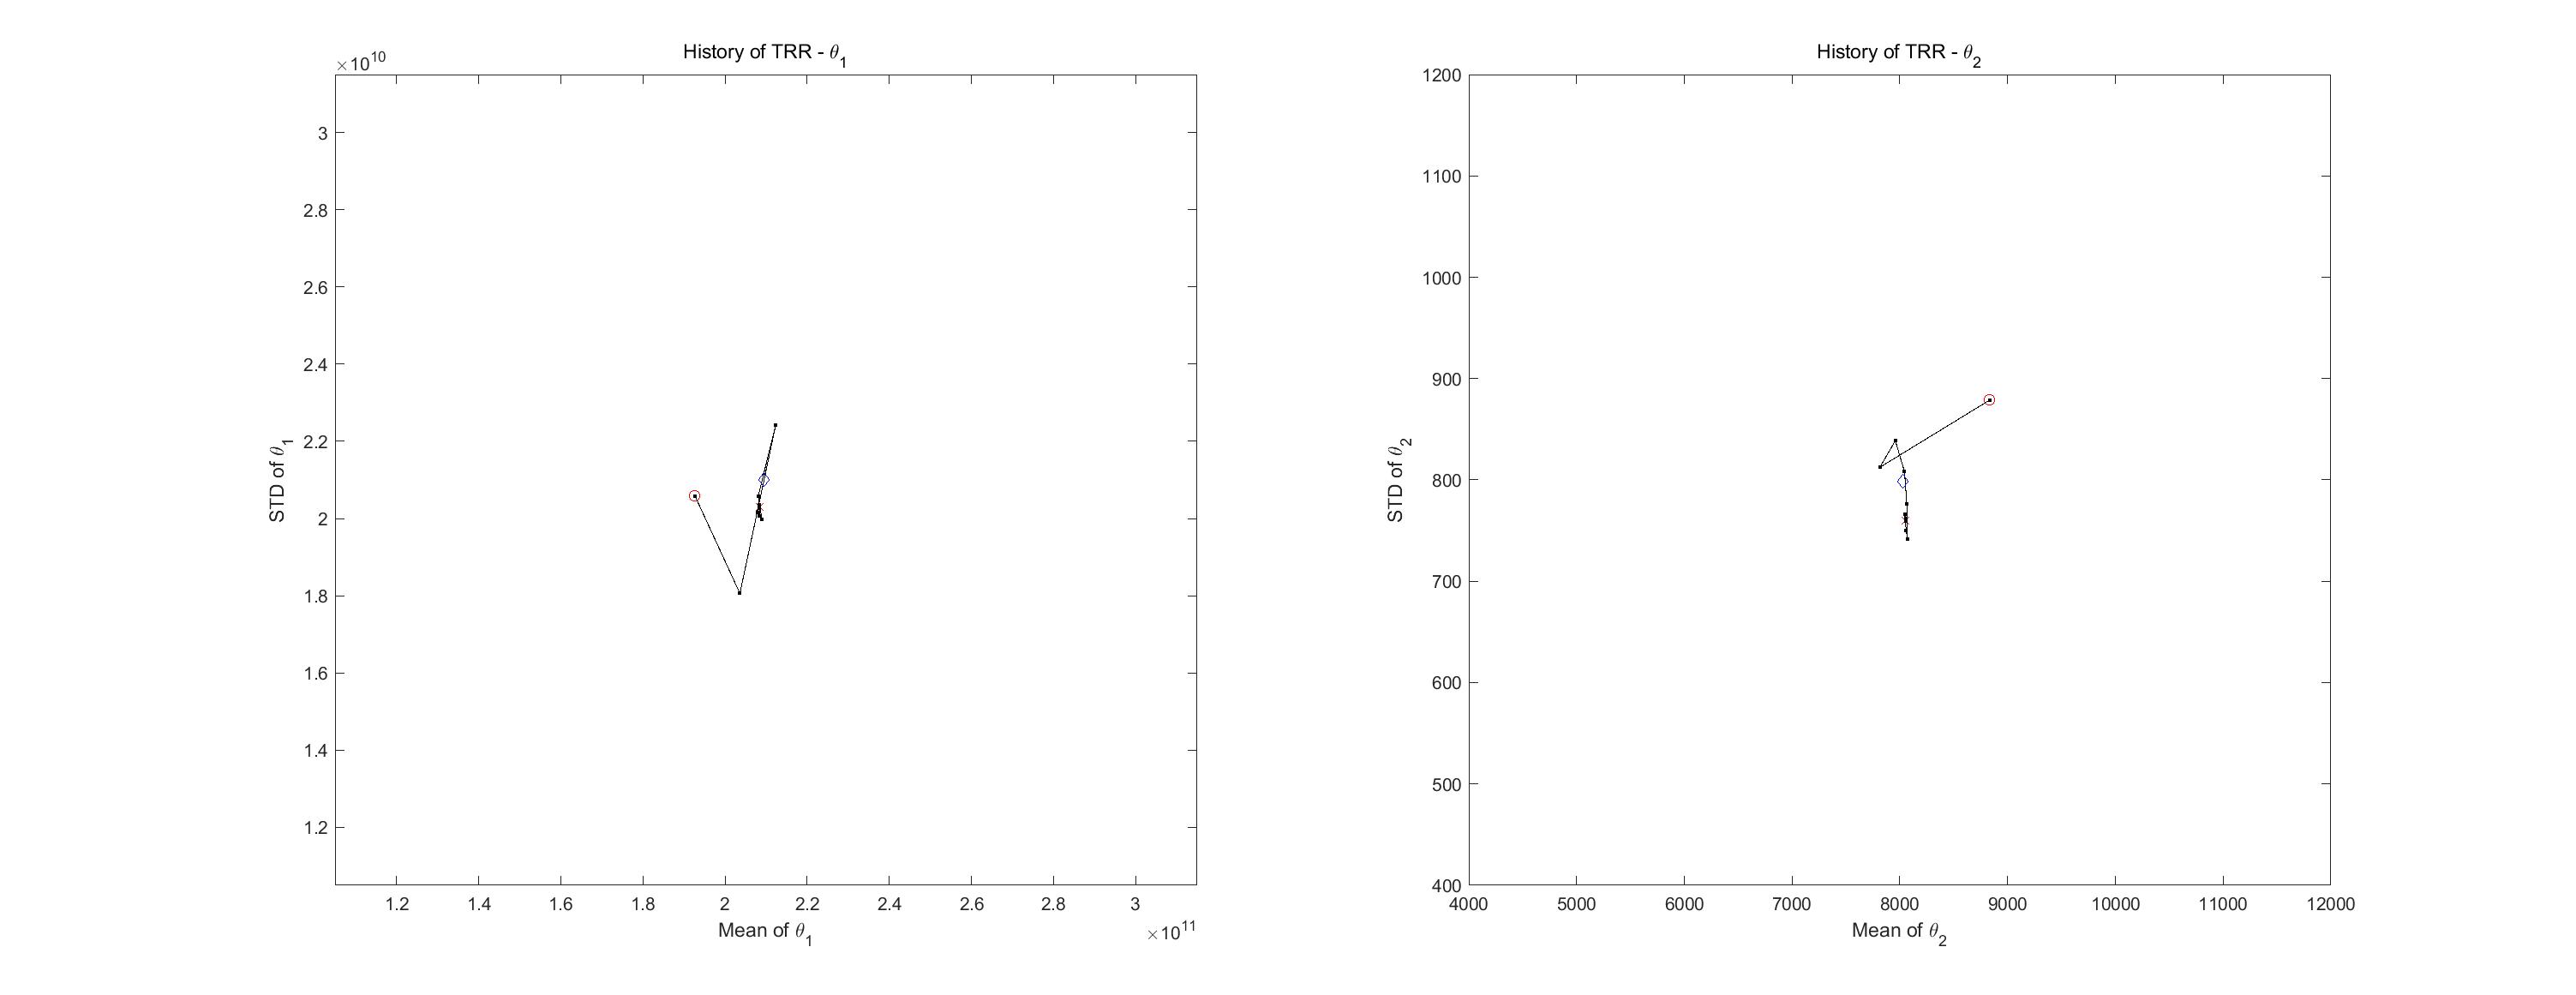 History of TRR - θ1
×10^10
3
2.8
2.6
2.4
2.2
2
1.8
1.6
1.4
1.2
STD of θ1
1.2 1.4 1.6 1.8 2 2.2 2.4 2.6 2.8 3
Mean of θ1
×10^11
History of TRR - θ2
1200
1100
1000
900
800
700
600
500
400
STD of θ2
4000 5000 6000 7000 8000 9000 10000 11000 12000
Mean of θ2